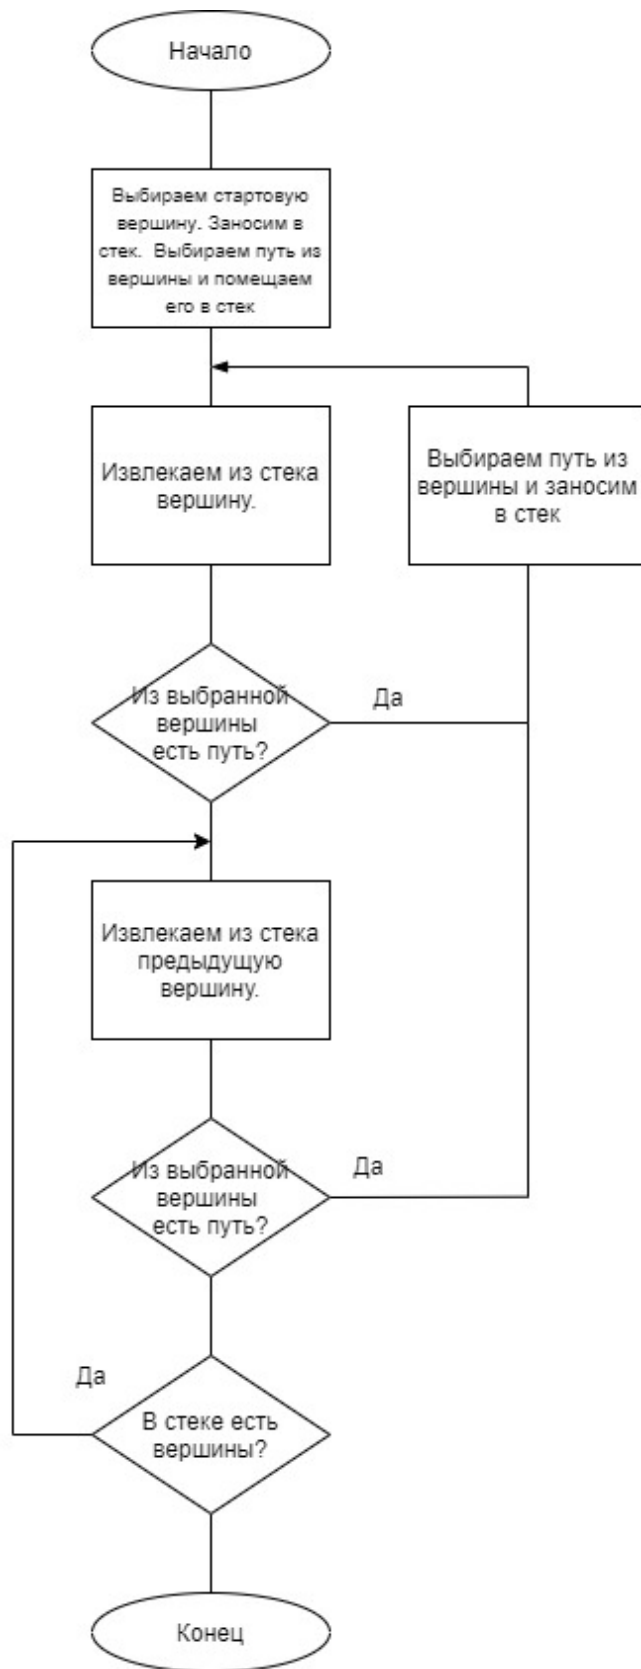 Начало
Выбираем стартовую
вершину. Заносим в
стек. Выбираем путь из
вершины и помещаем
его в стек
Извлекаем из стека
вершину.
Выбираем путь из
вершины и заносим
в стек
Из выбранной
вершины
есть путь?
Да
Извлекаем из стека
предыдущую
вершину.
Из выбранной
вершины
есть путь?
Да
Да
В стеке есть
вершины?
Конец